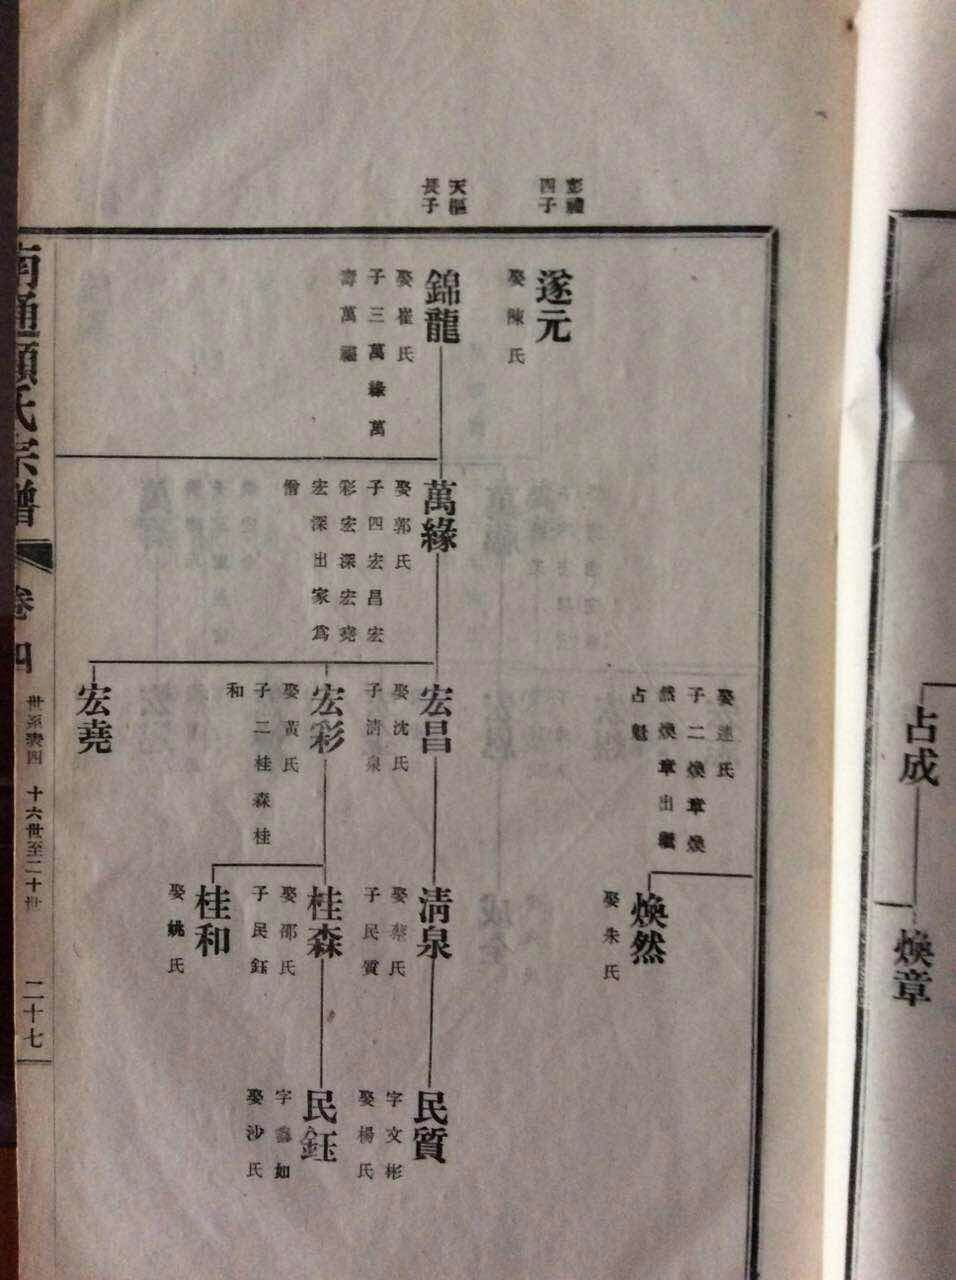 占成
煥章
彭禮
四子
遂元
娶陳氏
天樞
長子
錦龍
娶崔氏
子三萬緣萬
壽萬福
萬緣
娶郭氏
子四宏昌宏
彩宏深宏堯
宏深出家爲
僧
娶連氏
子二煥章煥
然煥章出繼
占魁
宏昌
娶沈氏
子清泉
宏彩
娶黃氏
子二桂森桂
和
宏堯
煥然
娶朱氏
清泉
娶蔡氏
子民質
桂森
娶邵氏
子民鈺
桂和
娶姚氏
民質
字文彬
娶楊氏
民鈺
字如
娶沙氏
南通顧氏宗譜
卷四
世系表四
十六世至二十世
二十七